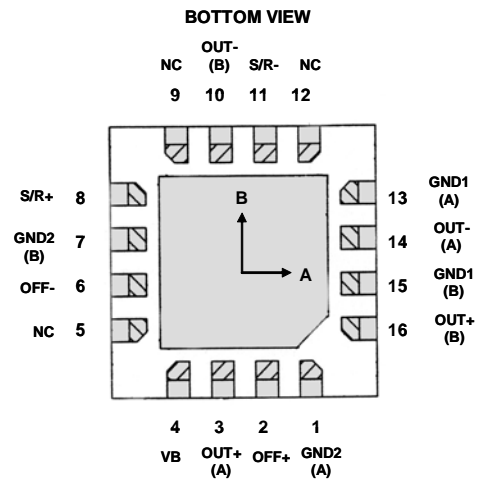 BOTTOM VIEW
OUT-
NC (B) S/R- NC
9 10 11 12
S/R+ 8
GND2 7
(B)
OFF- 6
NC 5
B
A
13 GND1
(A)
14 OUT-
(A)
15 GND1
(B)
16 OUT+
(B)
4 3 2 1
VB OUT+ OFF+ GND2
(A) (A)